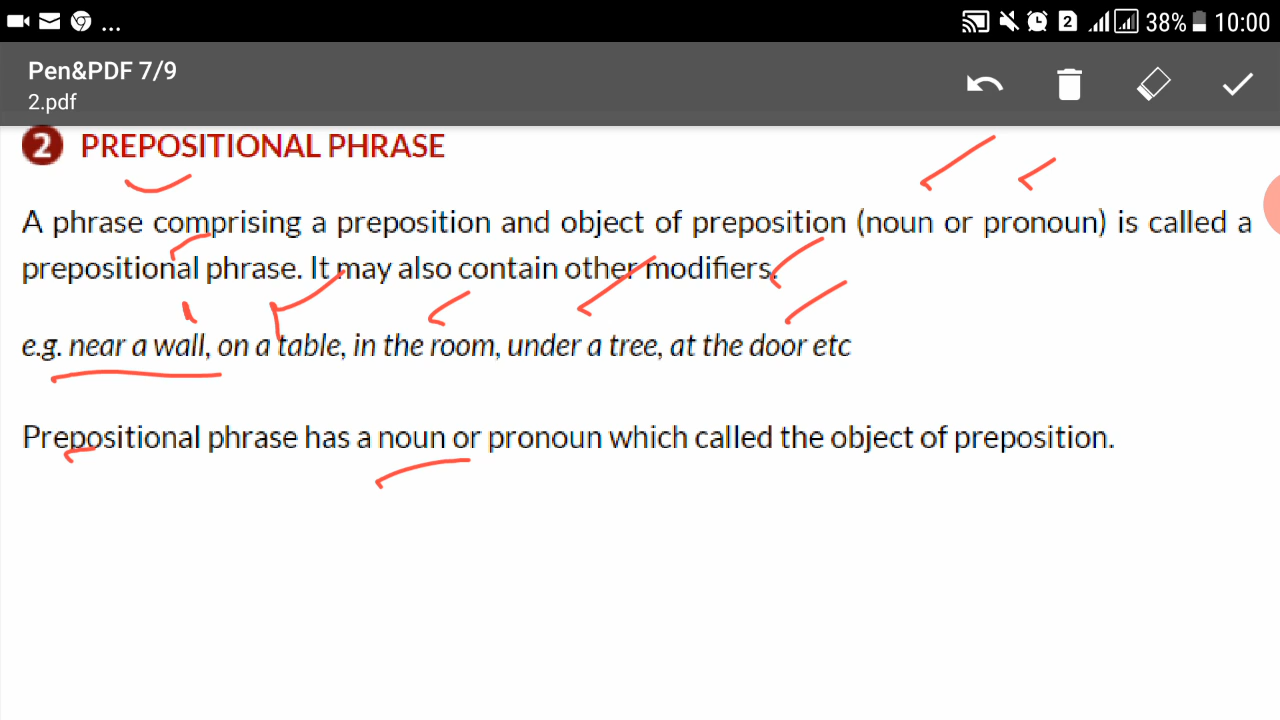 ... 2 38% 10:00
Pen&PDF 7/9
2.pdf
2 PREPOSITIONAL PHRASE
A phrase comprising a preposition and object of preposition (noun or pronoun) is called a
prepositional phrase. It may also contain other modifiers.
e.g. near a wall, on a table, in the room, under a tree, at the door etc
Prepositional phrase has a noun or pronoun which called the object of preposition.